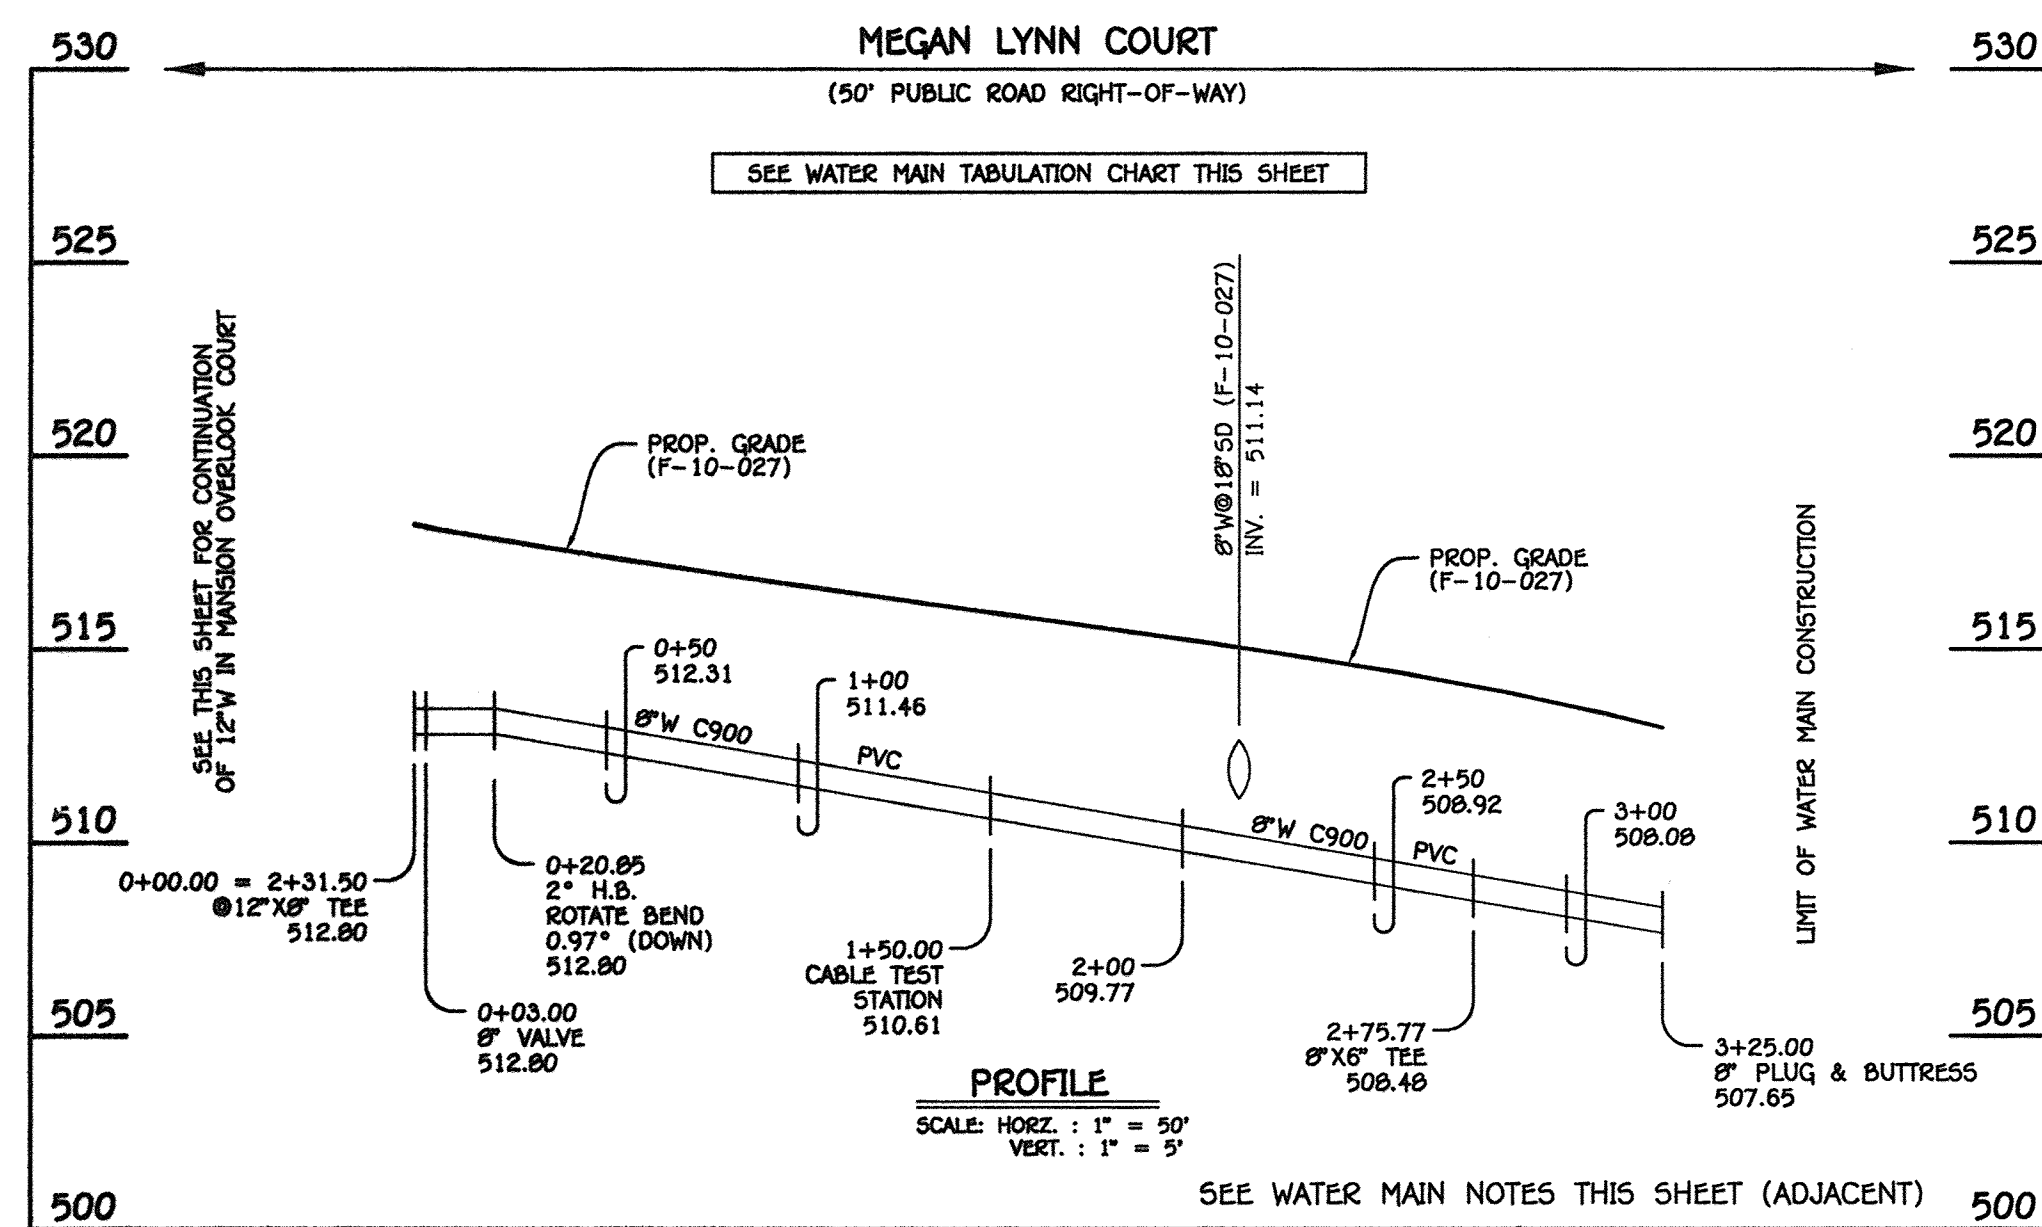 MEGAN LYNN COURT
(50' PUBLIC ROAD RIGHT-OF-WAY)
SEE WATER MAIN TABULATION CHART THIS SHEET
530
525
520
515
510
505
500
530
525
520
515
510
505
500
SEE THIS SHEET FOR CONTINUATION
OF 12"W IN MANSION OVERLOOK COURT
PROP. GRADE
(F-10-027)
8"W@18"SD (F-10-027)
INV. = 511.14
PROP. GRADE
(F-10-027)
LIMIT OF WATER MAIN CONSTRUCTION
0+50
512.31
1+00
511.46
8"W C900 PVC
2+50
508.92
3+00
508.08
8"W C900 PVC
0+00.00 = 2+31.50
@12"X8" TEE
512.80
0+03.00
8" VALVE
512.80
0+20.85
2° H.B.
ROTATE BEND
0.97° (DOWN)
512.80
1+50.00
CABLE TEST
STATION
510.61
2+00
509.77
2+75.77
8"X6" TEE
508.48
3+25.00
8" PLUG & BUTTRESS
507.65
PROFILE
SCALE: HORZ. : 1" = 50'
VERT. : 1" = 5'
SEE WATER MAIN NOTES THIS SHEET (ADJACENT)